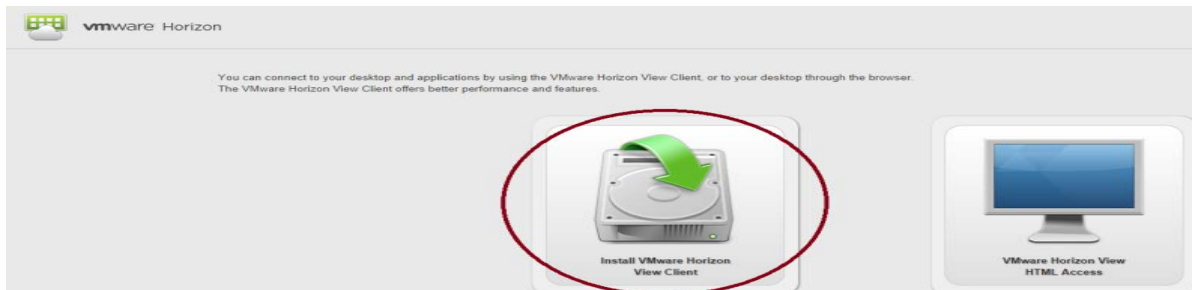 vmware Horizon
You can connect to your desktop and applications by using the VMware Horizon View Client, or to your desktop through the browser.
The VMware Horizon View Client offers better performance and features.
Install VMware Horizon
View Client
VMware Horizon View
HTML Access